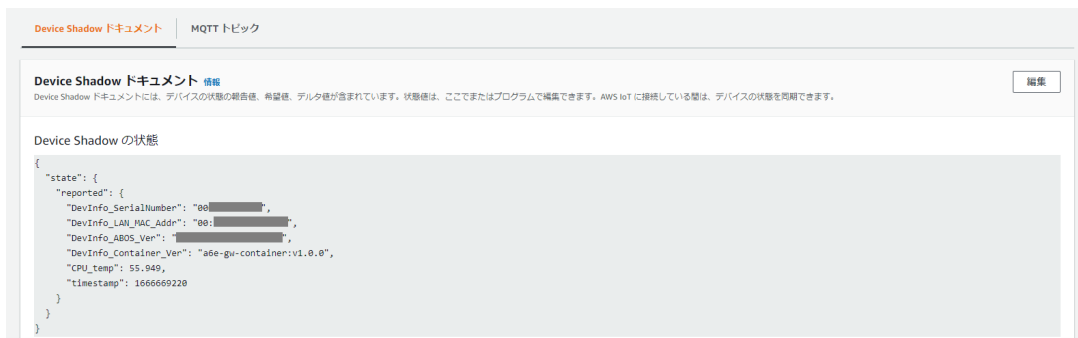 Device Shadow ドキュメント MQTT トピック
Device Shadow ドキュメント 情報 編集
Device Shadow ドキュメントには、デバイスの状態の報告値、希望値、デルタ値が含まれています。状態値は、ここでまたはプログラムで編集できます。AWS IoT に接続している間は、デバイスの状態を同期できます。
Device Shadow の状態
{
"state": {
"reported": {
"DevInfo_SerialNumber": "00",
"DevInfo_LAN_MAC_Addr": "00:",
"DevInfo_ABOS_Ver": "",
"DevInfo_Container_Ver": "a6e-gw-container:v1.0.0",
"CPU_temp": 55.949,
"timestamp": 1666669220
}
}
}